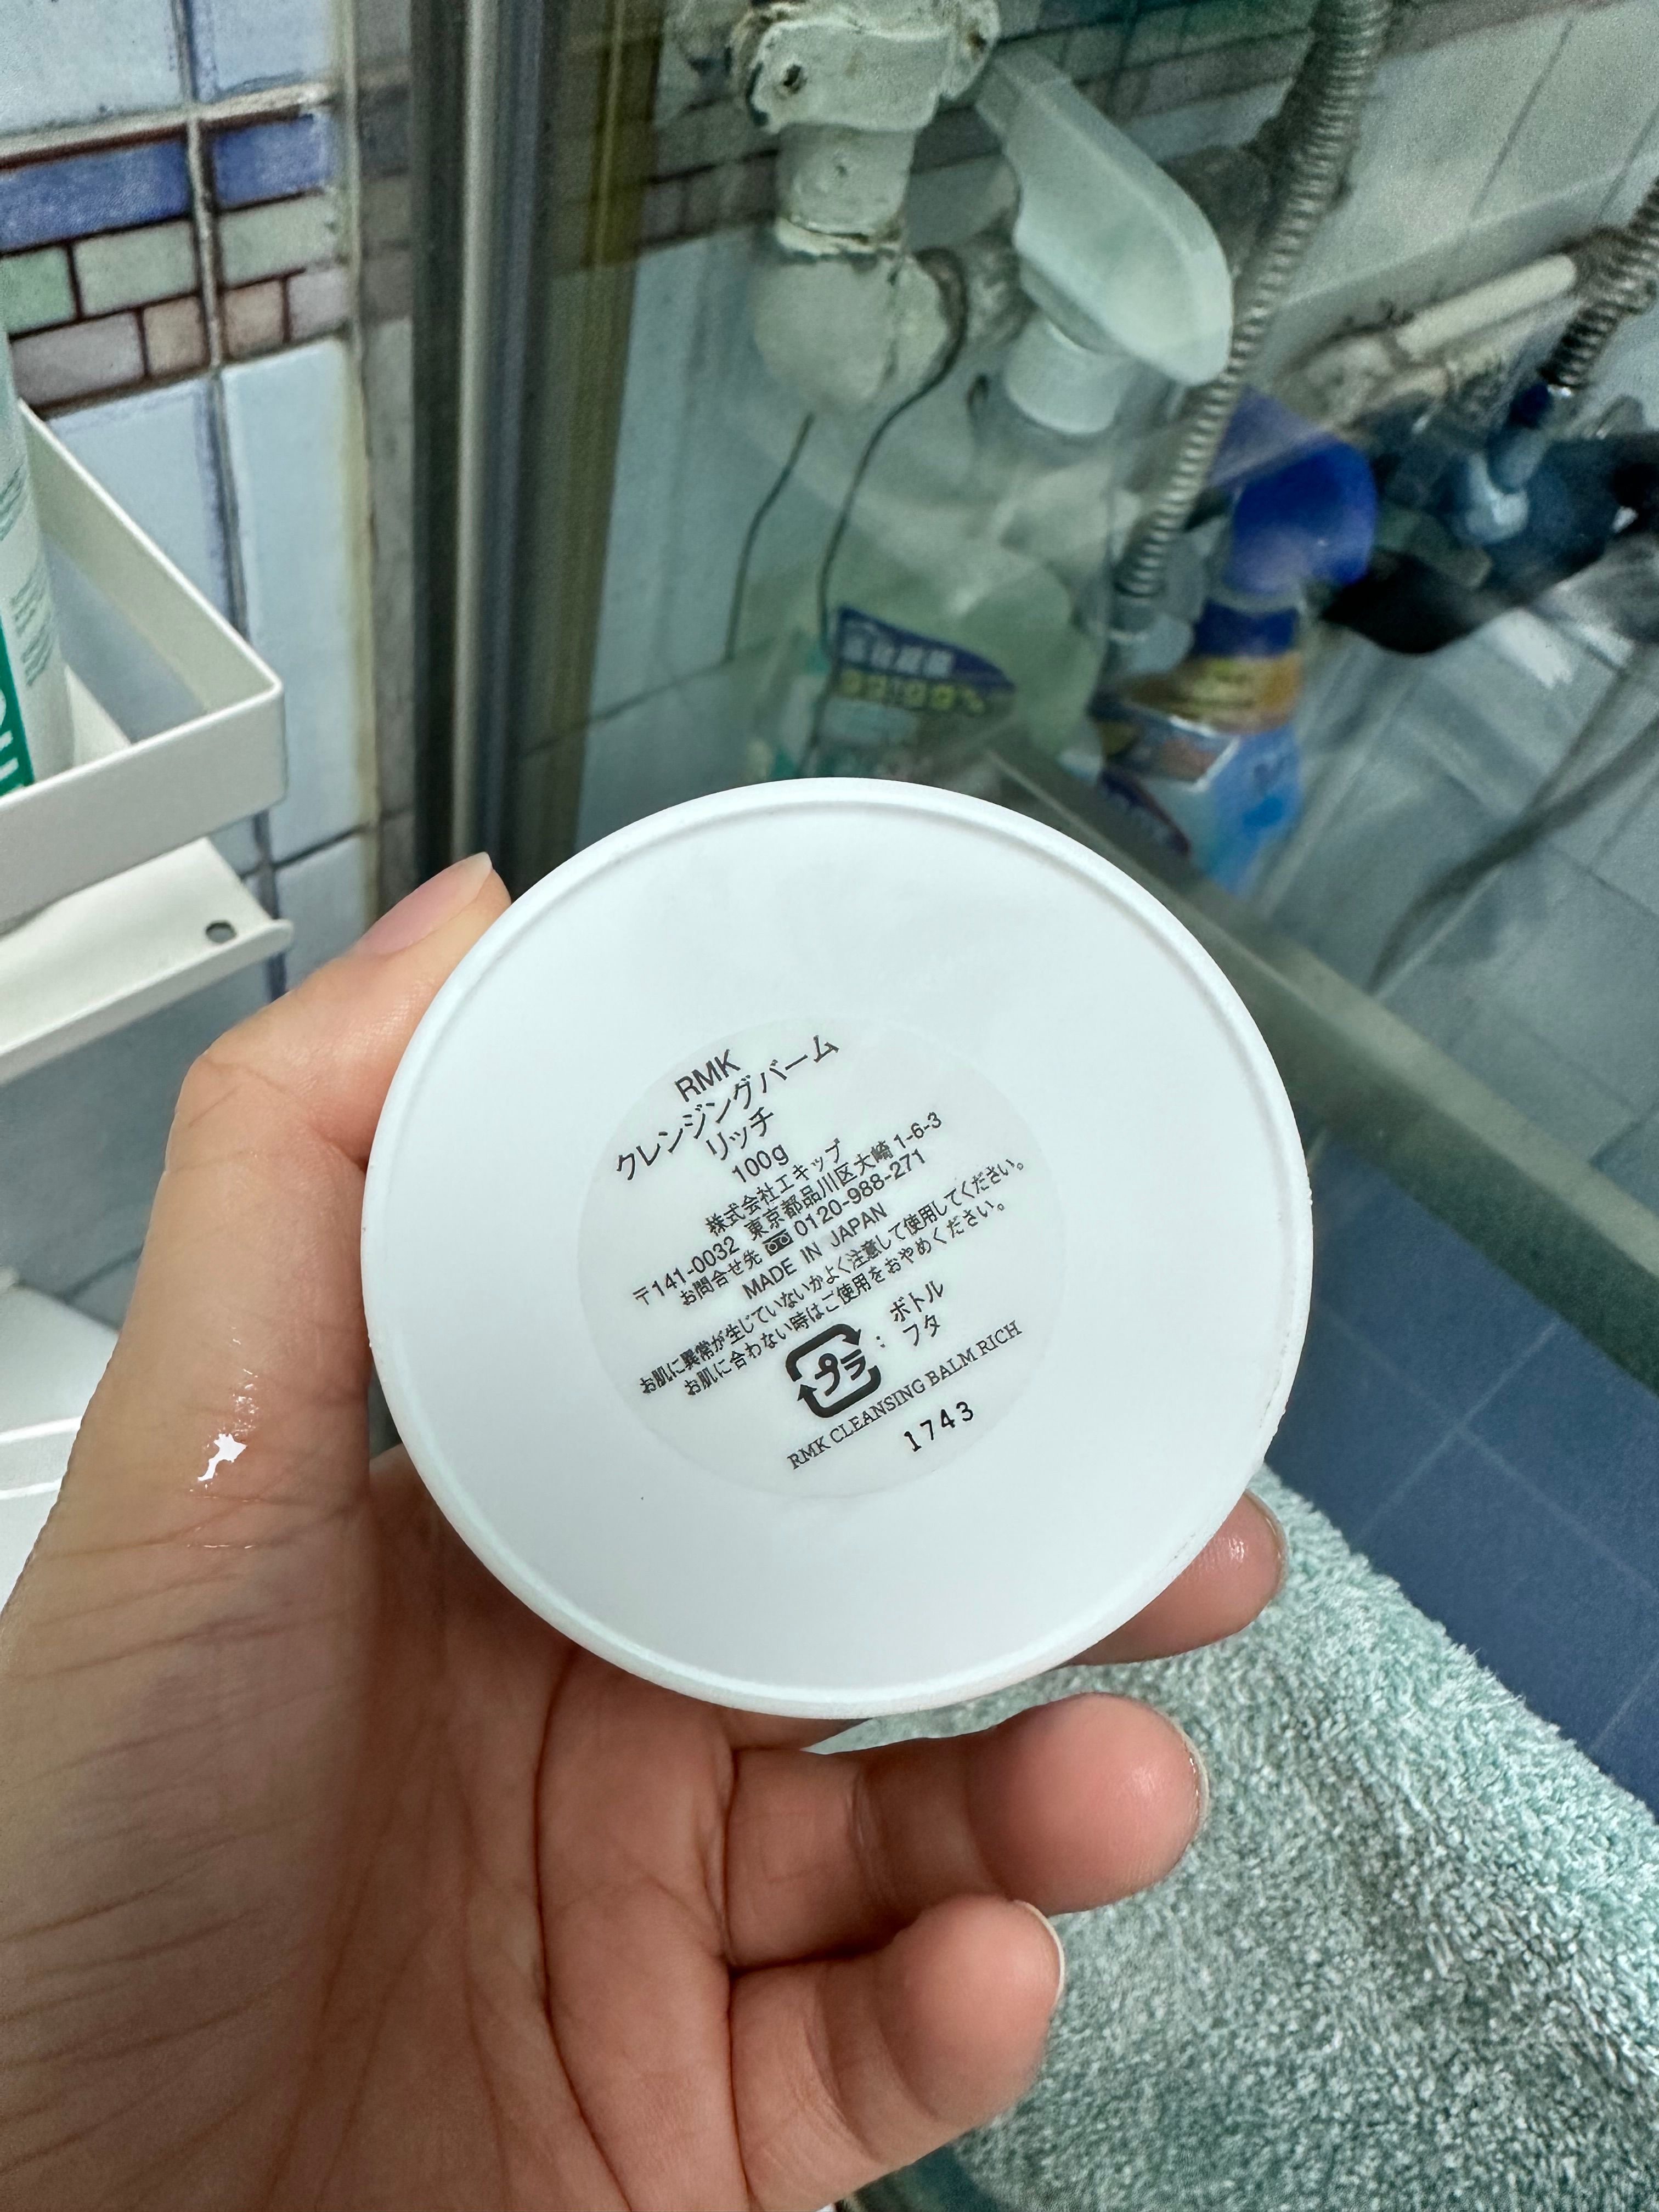 RMK
クレンジングバーム
リッチ
100g
株式会社エキップ
〒141-0032 東京都品川区大崎 1-6-3
お問合せ先 0120-988-271
MADE IN JAPAN
お肌に異常が生じていないかよく注意して使用してください。
お肌に合わない時はご使用をおやめください。
プラ : ボトル
フタ
RMK CLEANSING BALM RICH
1743